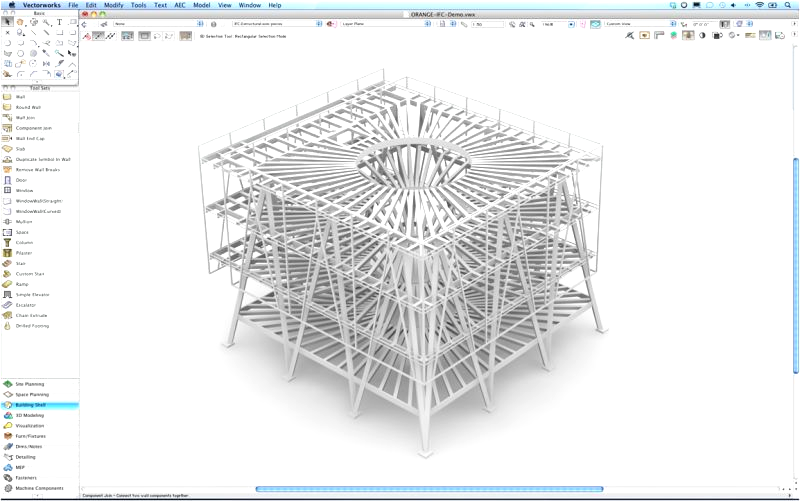 Vectorworks File Edit Modify Tools Text AEC Model View Window Help
ORANGE-IFC-Demo.vwx
Basic
None
IFC-Structural-xxx pieces
Layer Plane
Custom View
3D Selection Tool: Rectangular Selection Mode
Tool Sets
Wall
Round Wall
Wall Join
Component Join
Wall End Cap
Slab
Duplicate Symbol in Wall
Remove Wall Breaks
Door
Window
WindowWall(Straight)
WindowWall(Curved)
Mullion
Space
Column
Pilaster
Stair
Custom Stair
Ramp
Simple Elevator
Escalator
Chain Extrude
Drilled Footing
Site Planning
Space Planning
Building Shell
3D Modeling
Visualization
Furn/Fixtures
Dims/Notes
Detailing
MEP
Fasteners
Machine Components
Component Join - Connect two wall components together.